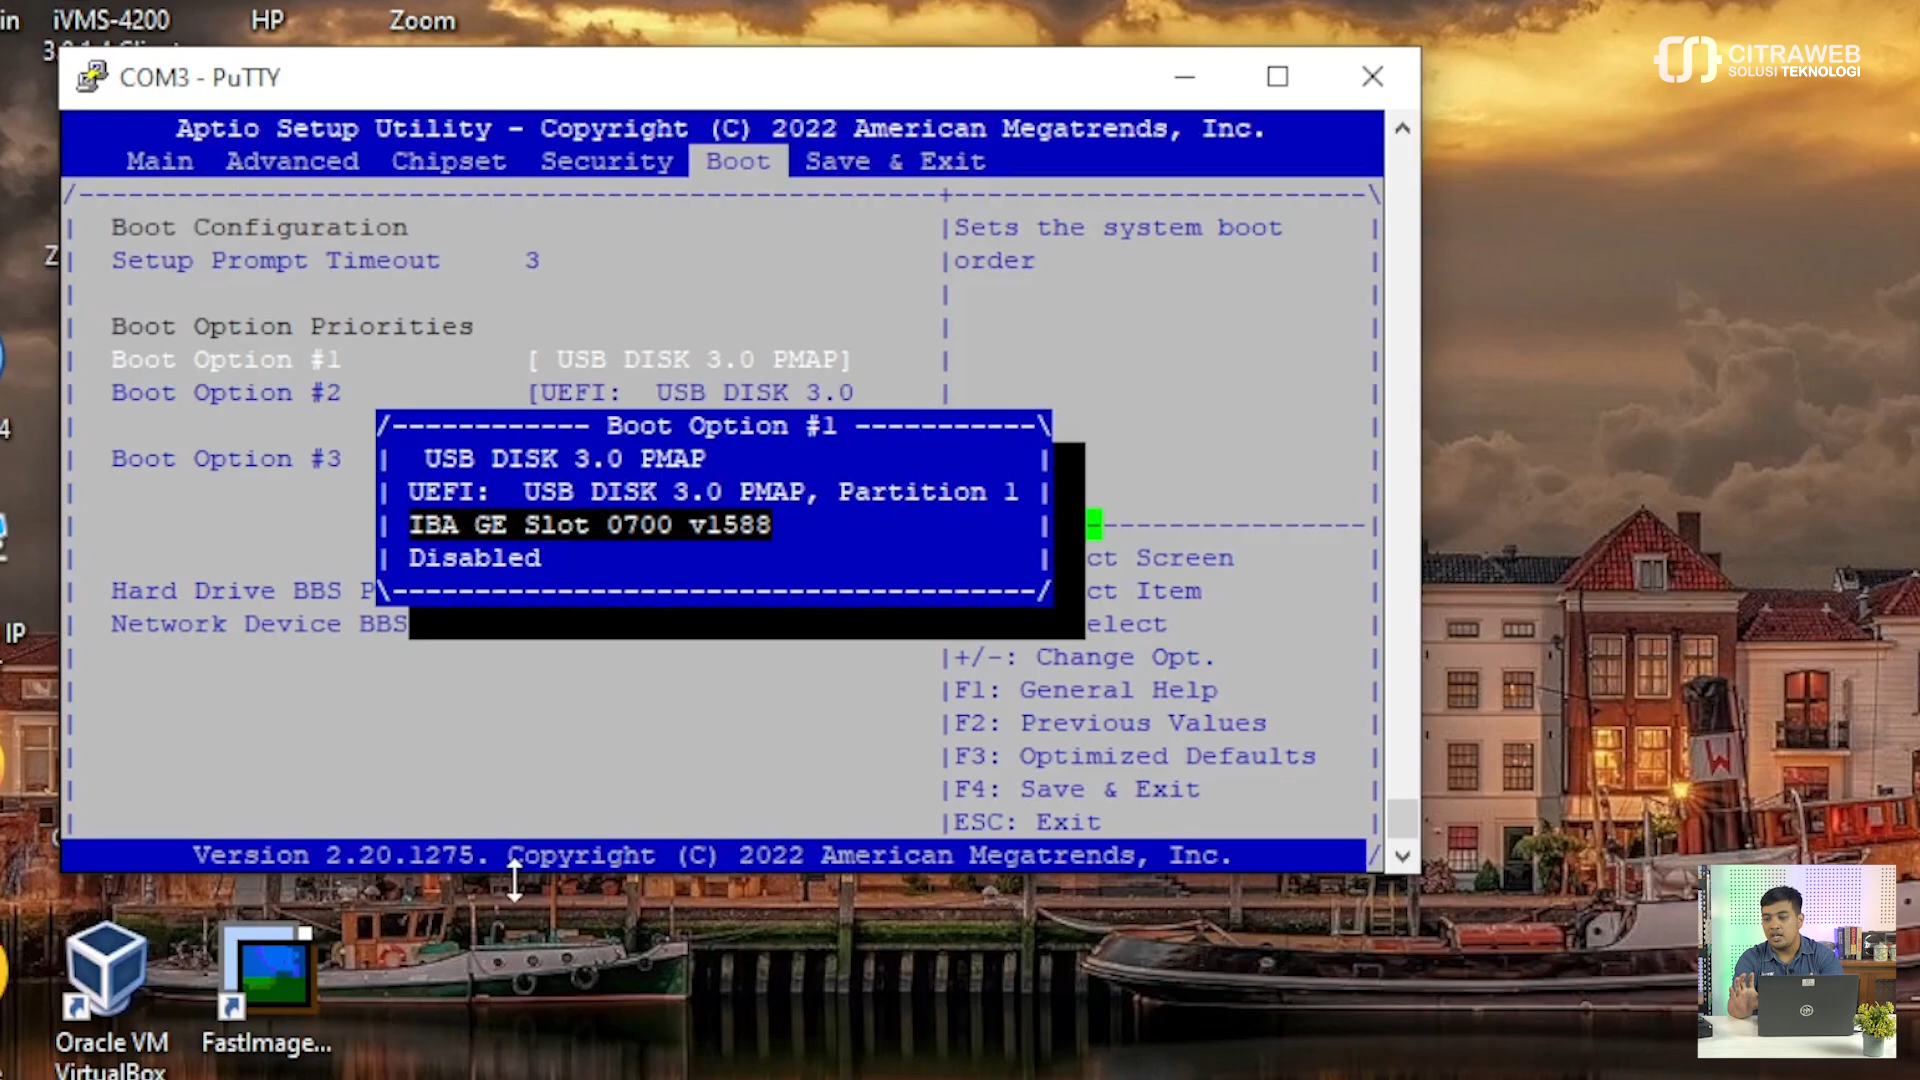 in
iVMS-4200
HP
Zoom
CITRAWEB
SOLUSI TEKNOLOGI
COM3 - PuTTY
Aptio Setup Utility - Copyright (C) 2022 American Megatrends, Inc.
Main Advanced Chipset Security Boot Save & Exit
Boot Configuration
Setup Prompt Timeout 3
Boot Option Priorities
Boot Option #1 [ USB DISK 3.0 PMAP]
Boot Option #2 [UEFI: USB DISK 3.0
Boot Option #3
Hard Drive BBS P
Network Device BBS
Boot Option #1
USB DISK 3.0 PMAP
UEFI: USB DISK 3.0 PMAP, Partition 1
IBA GE Slot 0700 v1588
Disabled
Sets the system boot
order
ct Screen
ct Item
elect
+/-: Change Opt.
F1: General Help
F2: Previous Values
F3: Optimized Defaults
F4: Save & Exit
ESC: Exit
Version 2.20.1275. Copyright (C) 2022 American Megatrends, Inc.
Z
4
IP
W
Oracle VM
VirtualBox
FastImage...